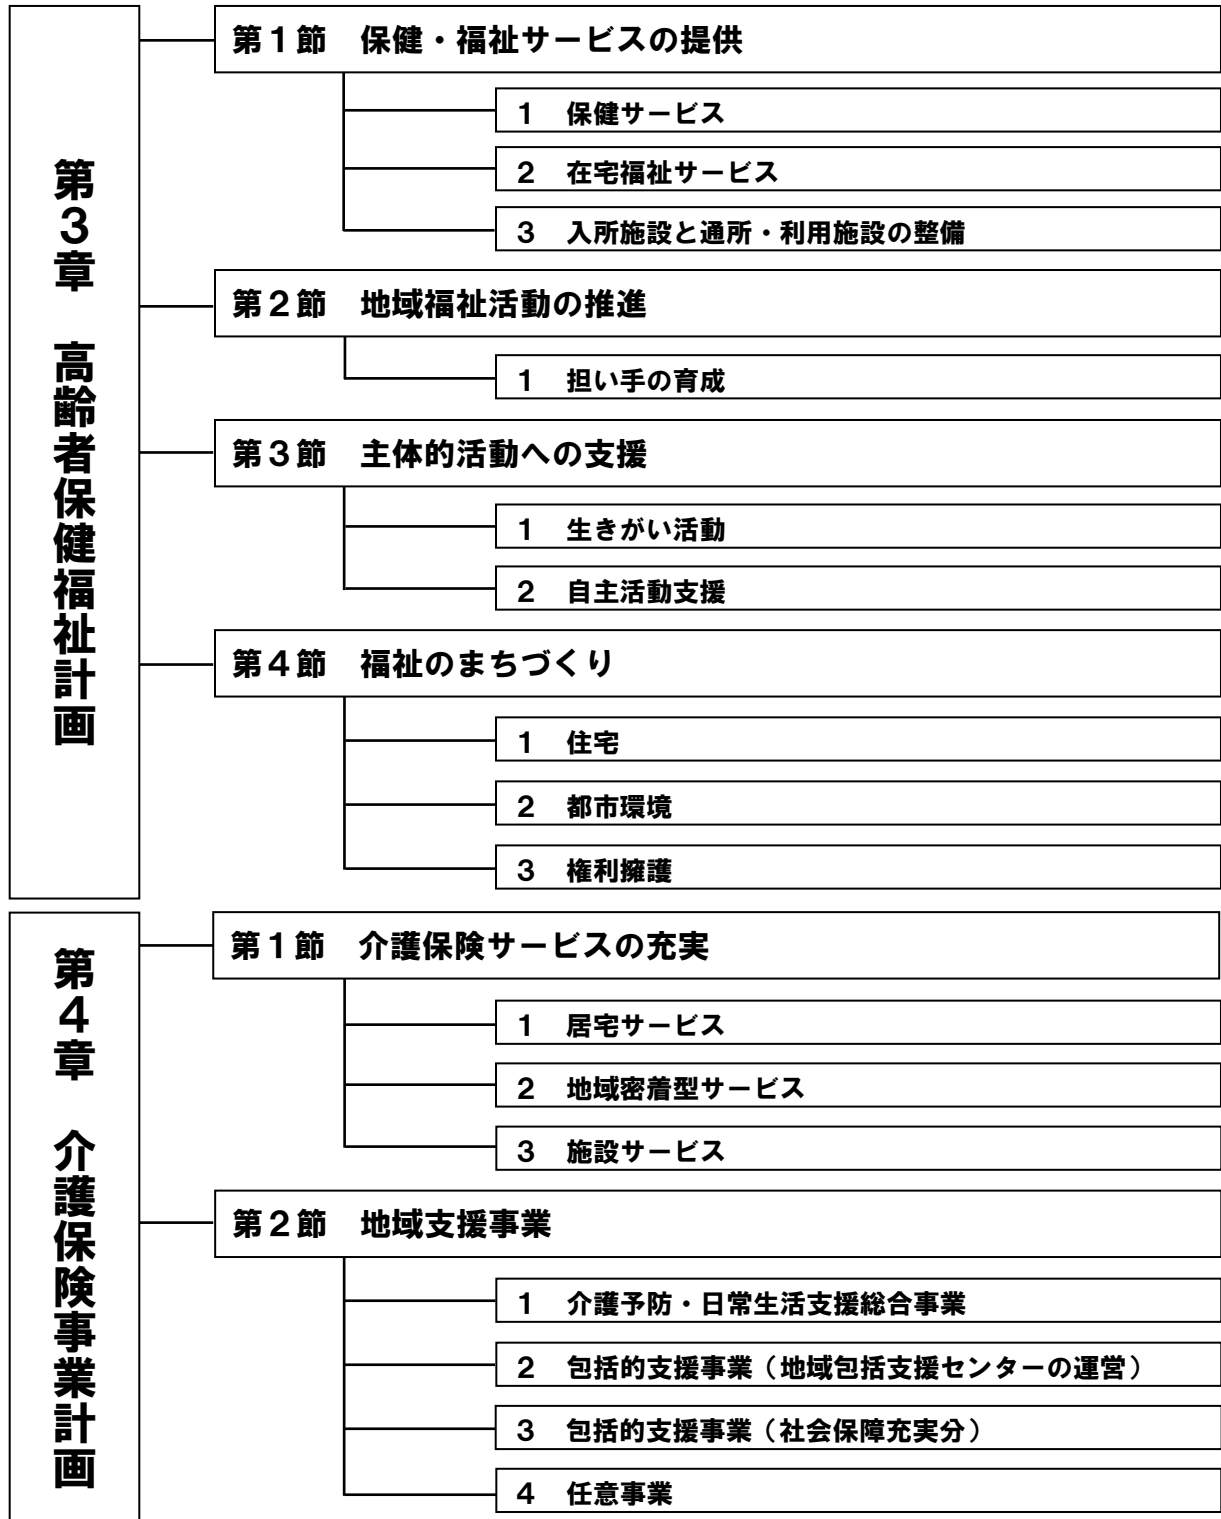 第３章　高齢者保健福祉計画
第１節　保健・福祉サービスの提供
１　保健サービス
２　在宅福祉サービス
３　入所施設と通所・利用施設の整備
第２節　地域福祉活動の推進
１　担い手の育成
第３節　主体的活動への支援
１　生きがい活動
２　自主活動支援
第４節　福祉のまちづくり
１　住宅
２　都市環境
３　権利擁護
第４章　介護保険事業計画
第１節　介護保険サービスの充実
１　居宅サービス
２　地域密着型サービス
３　施設サービス
第２節　地域支援事業
１　介護予防・日常生活支援総合事業
２　包括的支援事業（地域包括支援センターの運営）
３　包括的支援事業（社会保障充実分）
４　任意事業